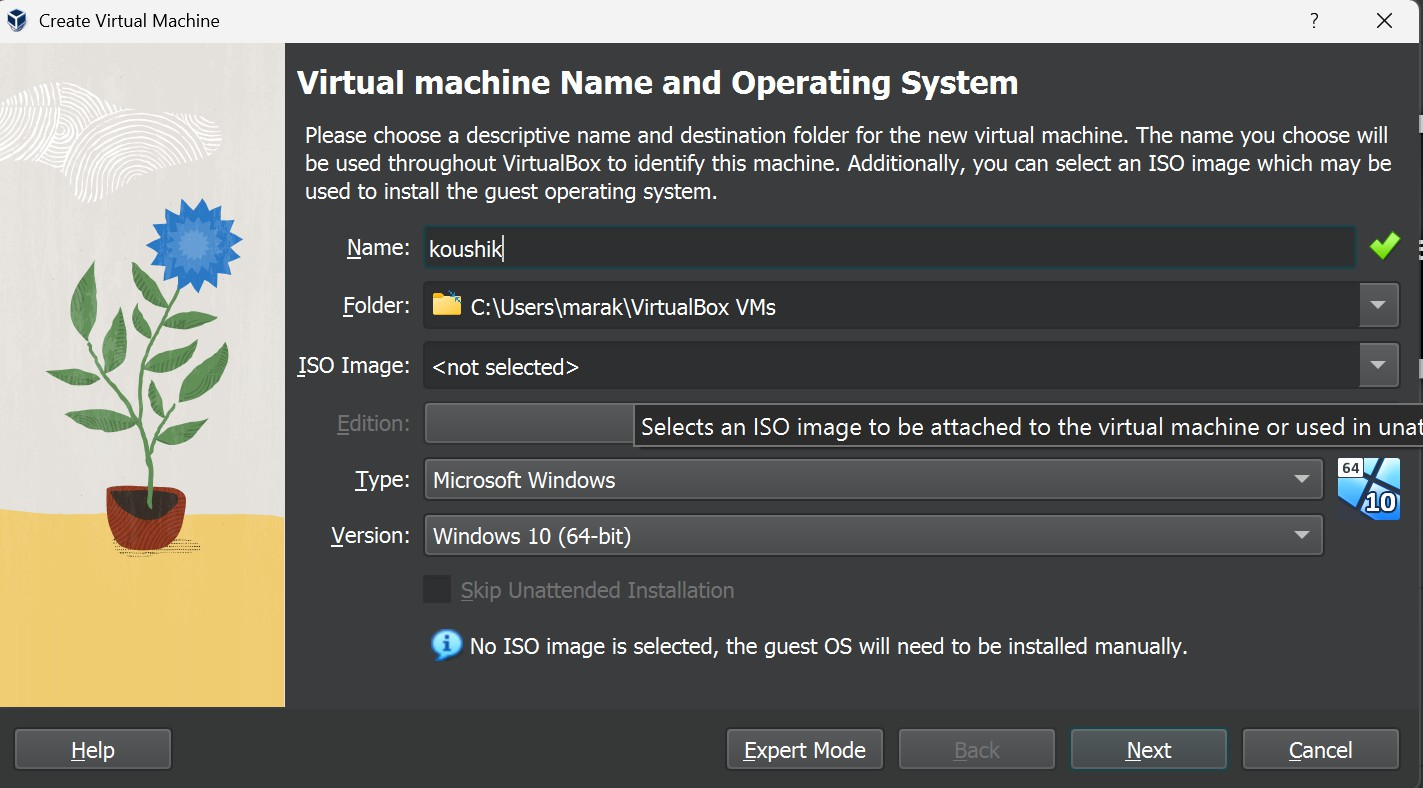 Create Virtual Machine
?
Virtual machine Name and Operating System
Please choose a descriptive name and destination folder for the new virtual machine. The name you choose will
be used throughout VirtualBox to identify this machine. Additionally, you can select an ISO image which may be
used to install the guest operating system.
Name: koushik
Folder: C:\Users\marak\VirtualBox VMs
ISO Image: <not selected>
Edition:
Selects an ISO image to be attached to the virtual machine or used in unat
Type: Microsoft Windows
64
10
Version: Windows 10 (64-bit)
Skip Unattended Installation
No ISO image is selected, the guest OS will need to be installed manually.
Help Expert Mode Back Next Cancel